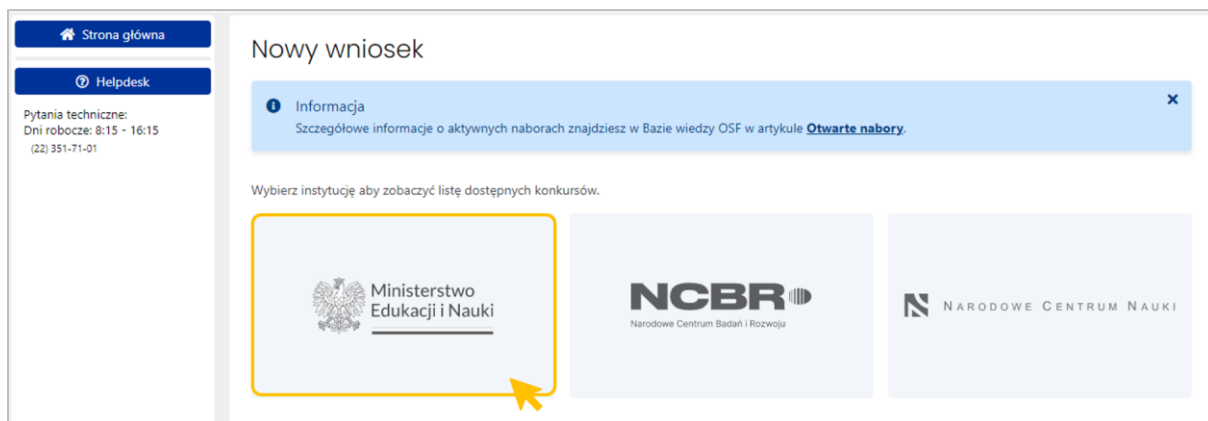 Strona główna
Helpdesk
Pytania techniczne:
Dni robocze: 8:15 - 16:15
(22) 351-71-01
Nowy wniosek
Informacja
Szczegółowe informacje o aktywnych naborach znajdziesz w Bazie wiedzy OSF w artykule Otwarte nabory.
Wybierz instytucję aby zobaczyć listę dostępnych konkursów.
Ministerstwo
Edukacji i Nauki
NCBR
Narodowe Centrum Badań i Rozwoju
NARODOWE CENTRUM NAUKI